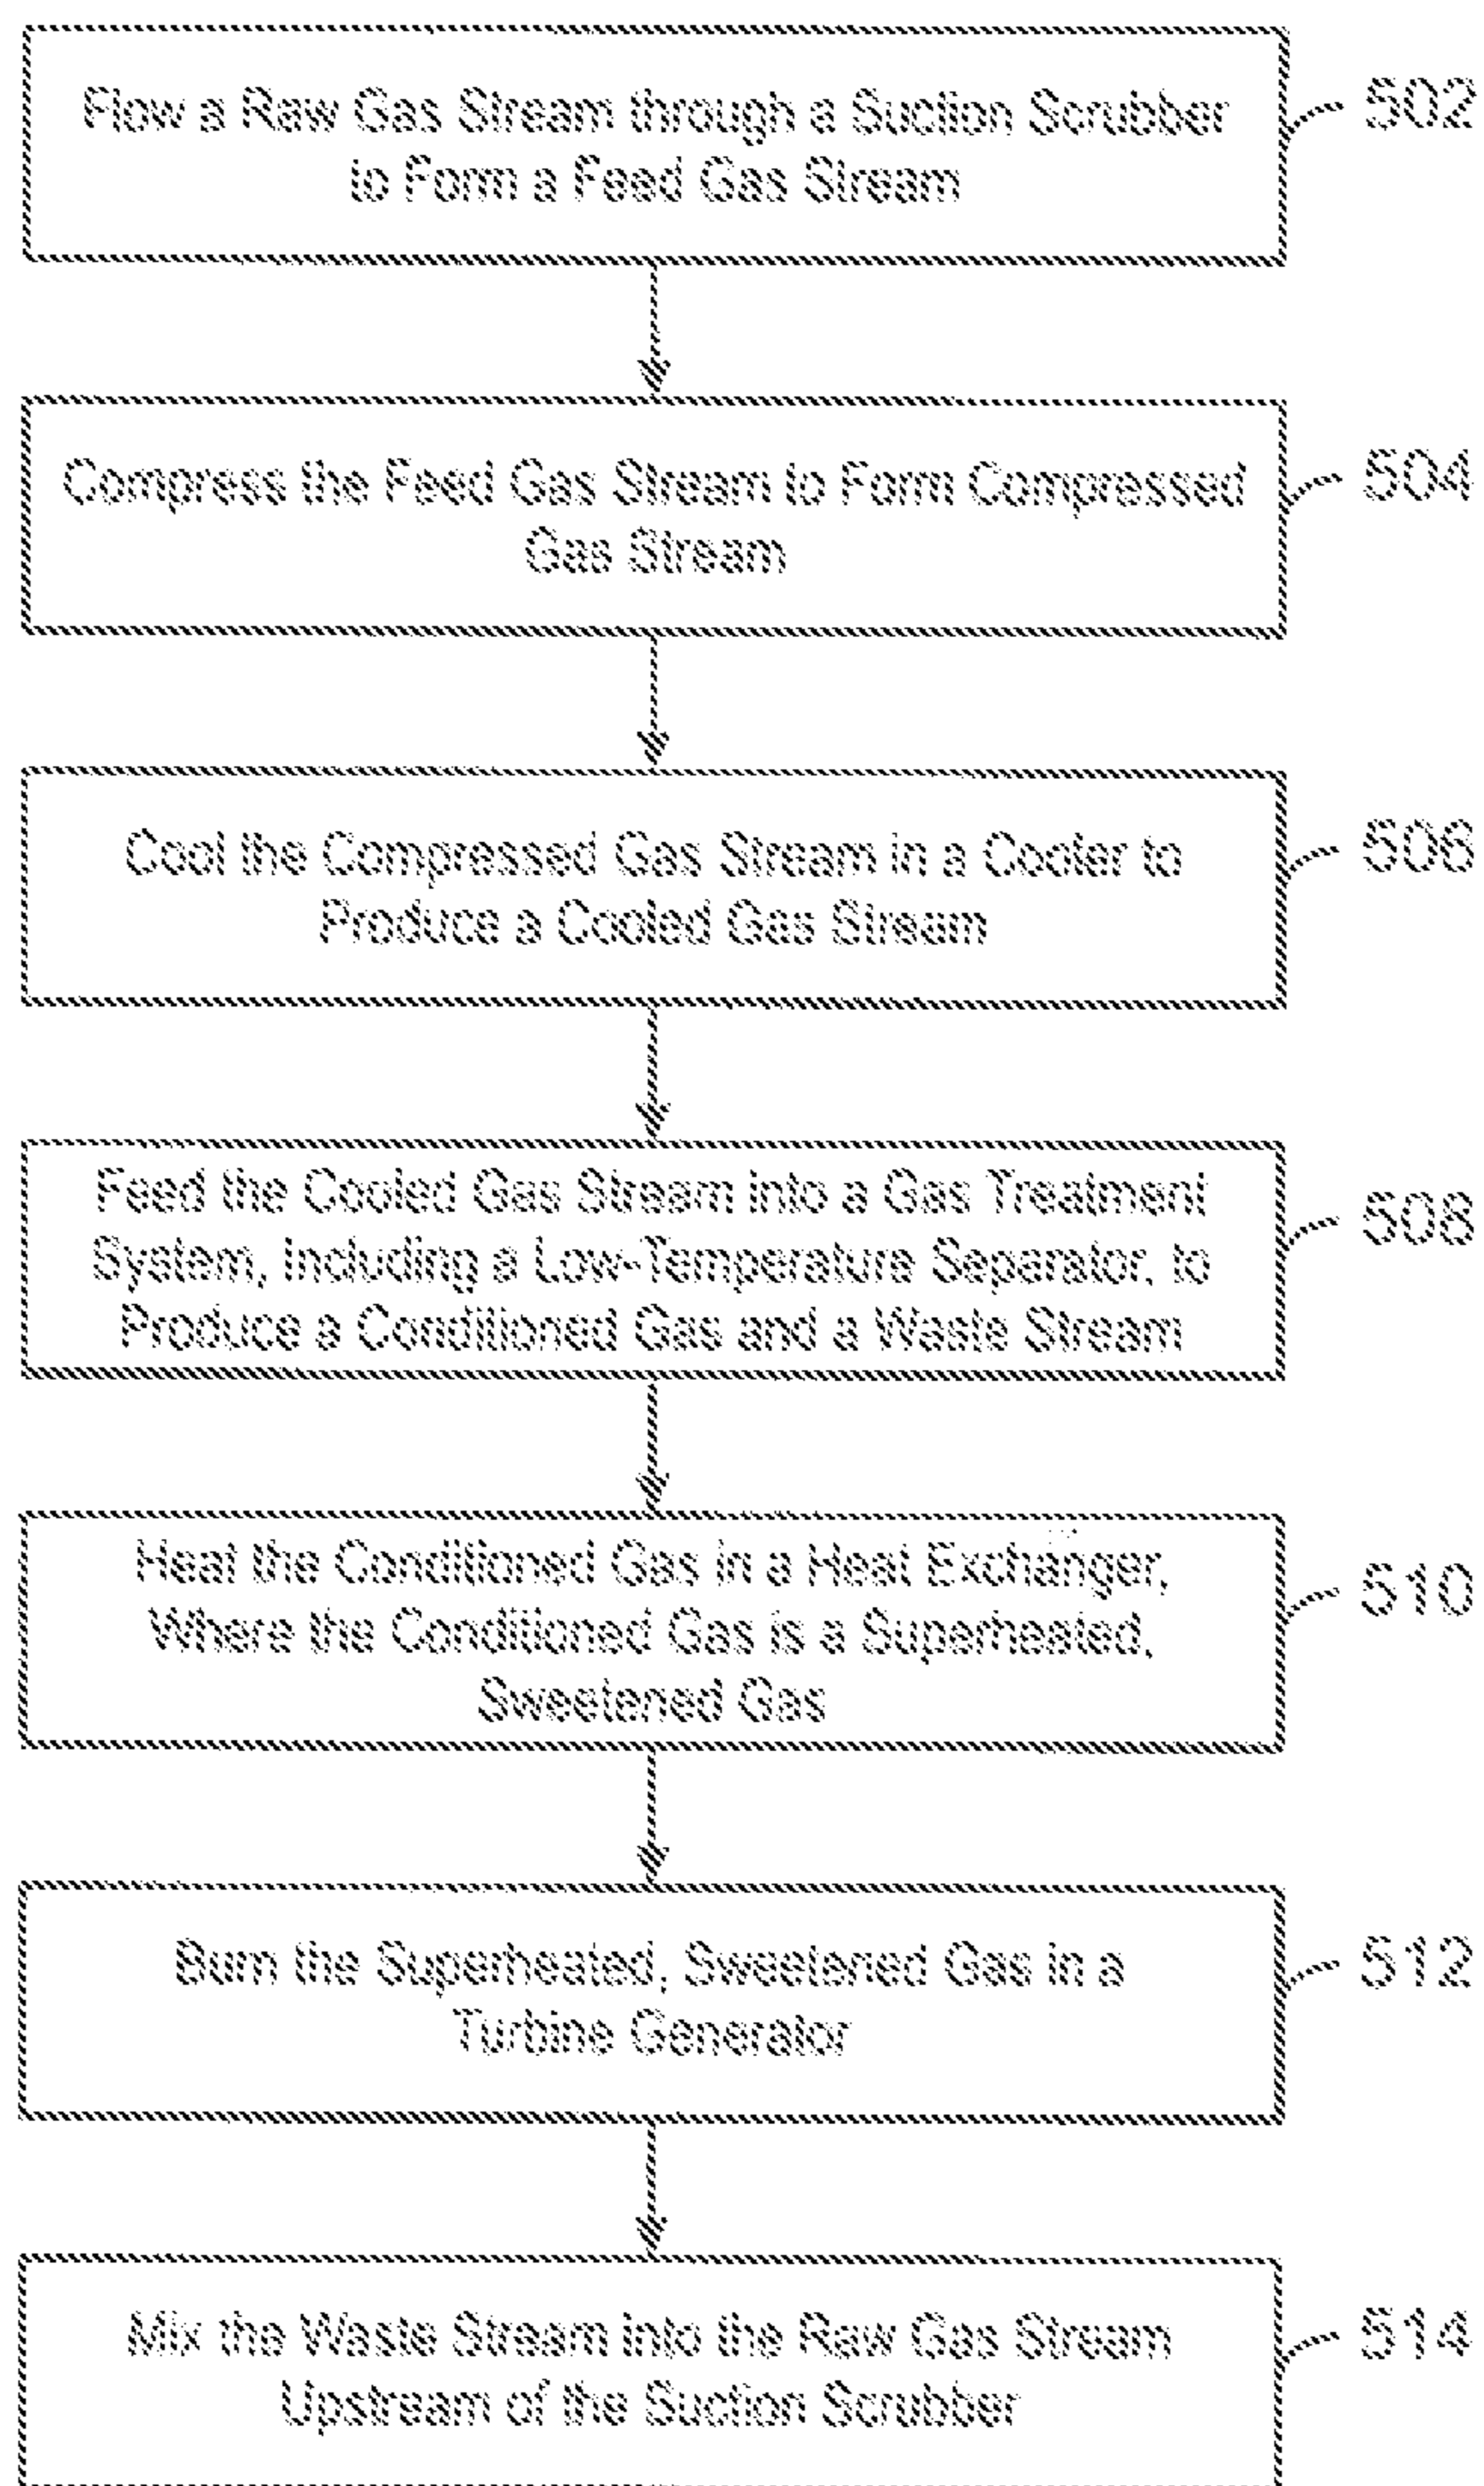 Flow a Raw Gas Stream through a Suction Scrubber
to Form a Feed Gas Stream
502
Compress the Feed Gas Stream to Form Compressed
Gas Stream
504
Cool the Compressed Gas Stream in a Cooler to
Produce a Cooled Gas Stream
506
Feed the Cooled Gas Stream into a Gas Treatment
System, Including a Low-Temperature Separator, to
Produce a Conditioned Gas and a Waste Stream
508
Heat the Conditioned Gas in a Heat Exchanger,
Where the Conditioned Gas is a Superheated,
Sweetened Gas
510
Burn the Superheated, Sweetened Gas in a
Turbine Generator
512
Mix the Waste Stream into the Raw Gas Stream
Upstream of the Suction Scrubber
514